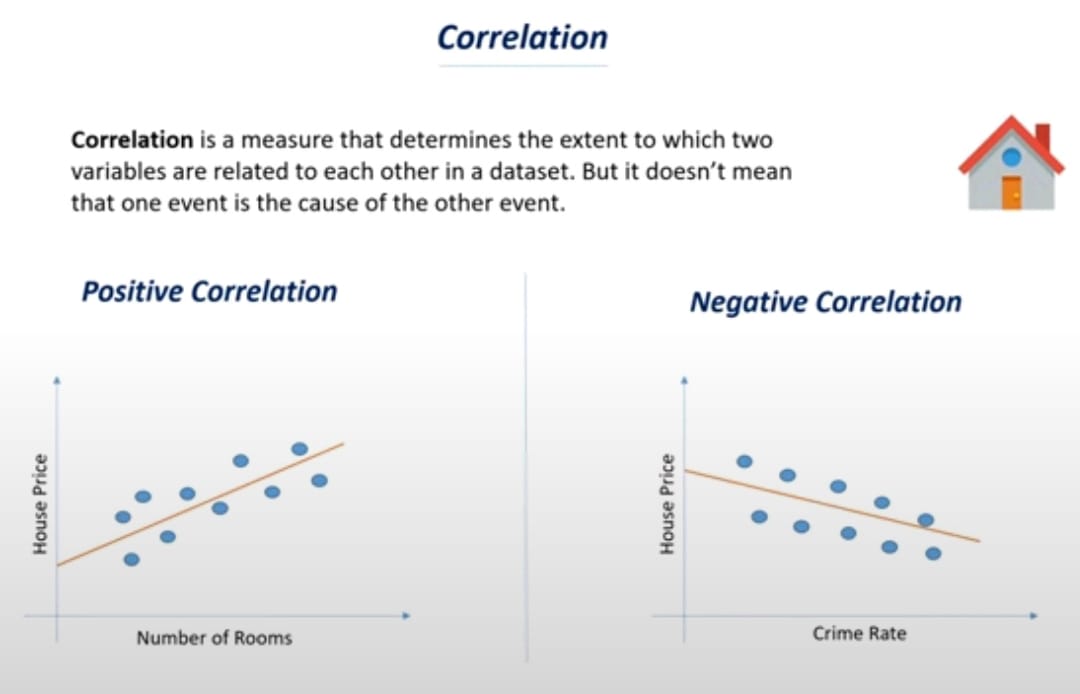 Correlation
Correlation is a measure that determines the extent to which two
variables are related to each other in a dataset. But it doesn't mean
that one event is the cause of the other event.
Positive Correlation
House Price
Number of Rooms
Negative Correlation
House Price
Crime Rate